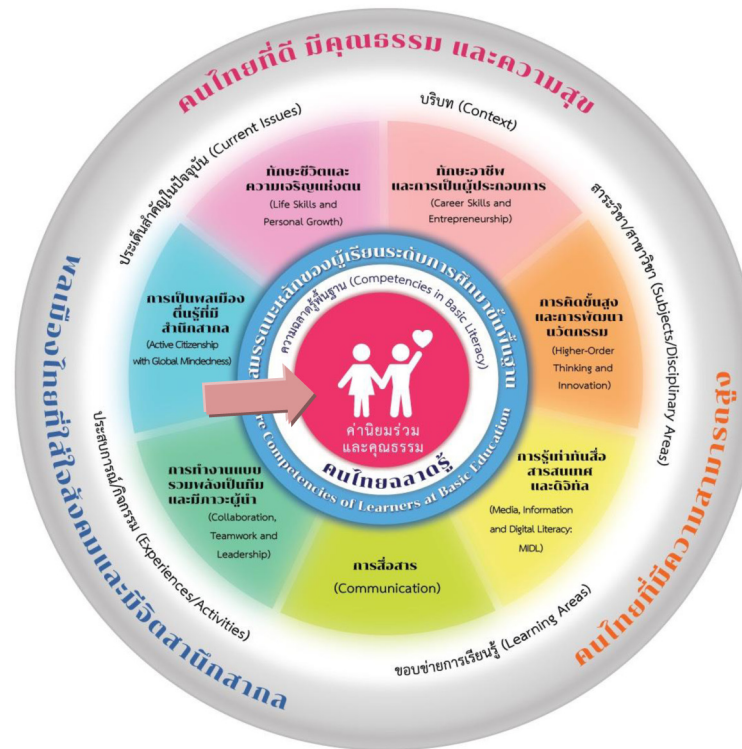 คนไทยที่ดี มีคุณธรรม และความสุข
บริบท (Context)
ประเด็นสำคัญในปัจจุบัน (Current Issues)
สาระวิชา/สาขาวิชา (Subjects/Disciplinary Areas)
ทักษะชีวิตและ
ความเจริญแห่งตน
(Life Skills and
Personal Growth)
ทักษะอาชีพ
และการเป็นผู้ประกอบการ
(Career Skills and
Entrepreneurship)
การเป็นพลเมือง
ตื่นรู้ที่มี
สำนึกสากล
(Active Citizenship
with Global Mindedness)
การคิดขั้นสูง
และการพัฒนา
นวัตกรรม
(Higher-Order
Thinking and
Innovation)
สมรรถนะหลักของผู้เรียนระดับการศึกษาขั้นพื้นฐาน
ความฉลาดรู้พื้นฐาน (Competencies in Basic Literacy)
ค่านิยมร่วม
และคุณธรรม
คนไทยฉลาดรู้
re Competencies of Learners at Basic Education
การทำงานแบบ
รวมพลังเป็นทีม
และมีภาวะผู้นำ
(Collaboration,
Teamwork and
Leadership)
การรู้เท่าทันสื่อ
สารสนเทศ
และดิจิทัล
(Media, Information
and Digital Literacy:
MIDL)
การสื่อสาร
(Communication)
ประสบการณ์/กิจกรรม (Experiences/Activities)
ขอบข่ายการเรียนรู้ (Learning Areas)
พลเมืองไทยที่ใส่ใจสังคมและมีจิตสำนึกสากล
คนไทยที่มีความสามารถสูง